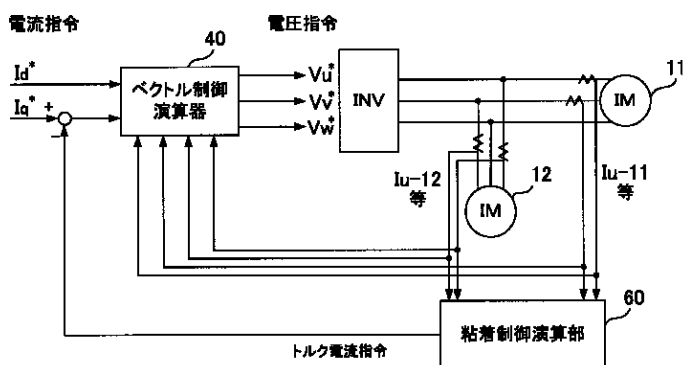 電流指令
電圧指令
40
11
Id*
Iq* +
−
ベクトル制御
演算器
Vu*
Vv*
Vw*
INV
IM
Iu-12
等
12
IM
Iu-11
等
60
粘着制御演算部
トルク電流指令